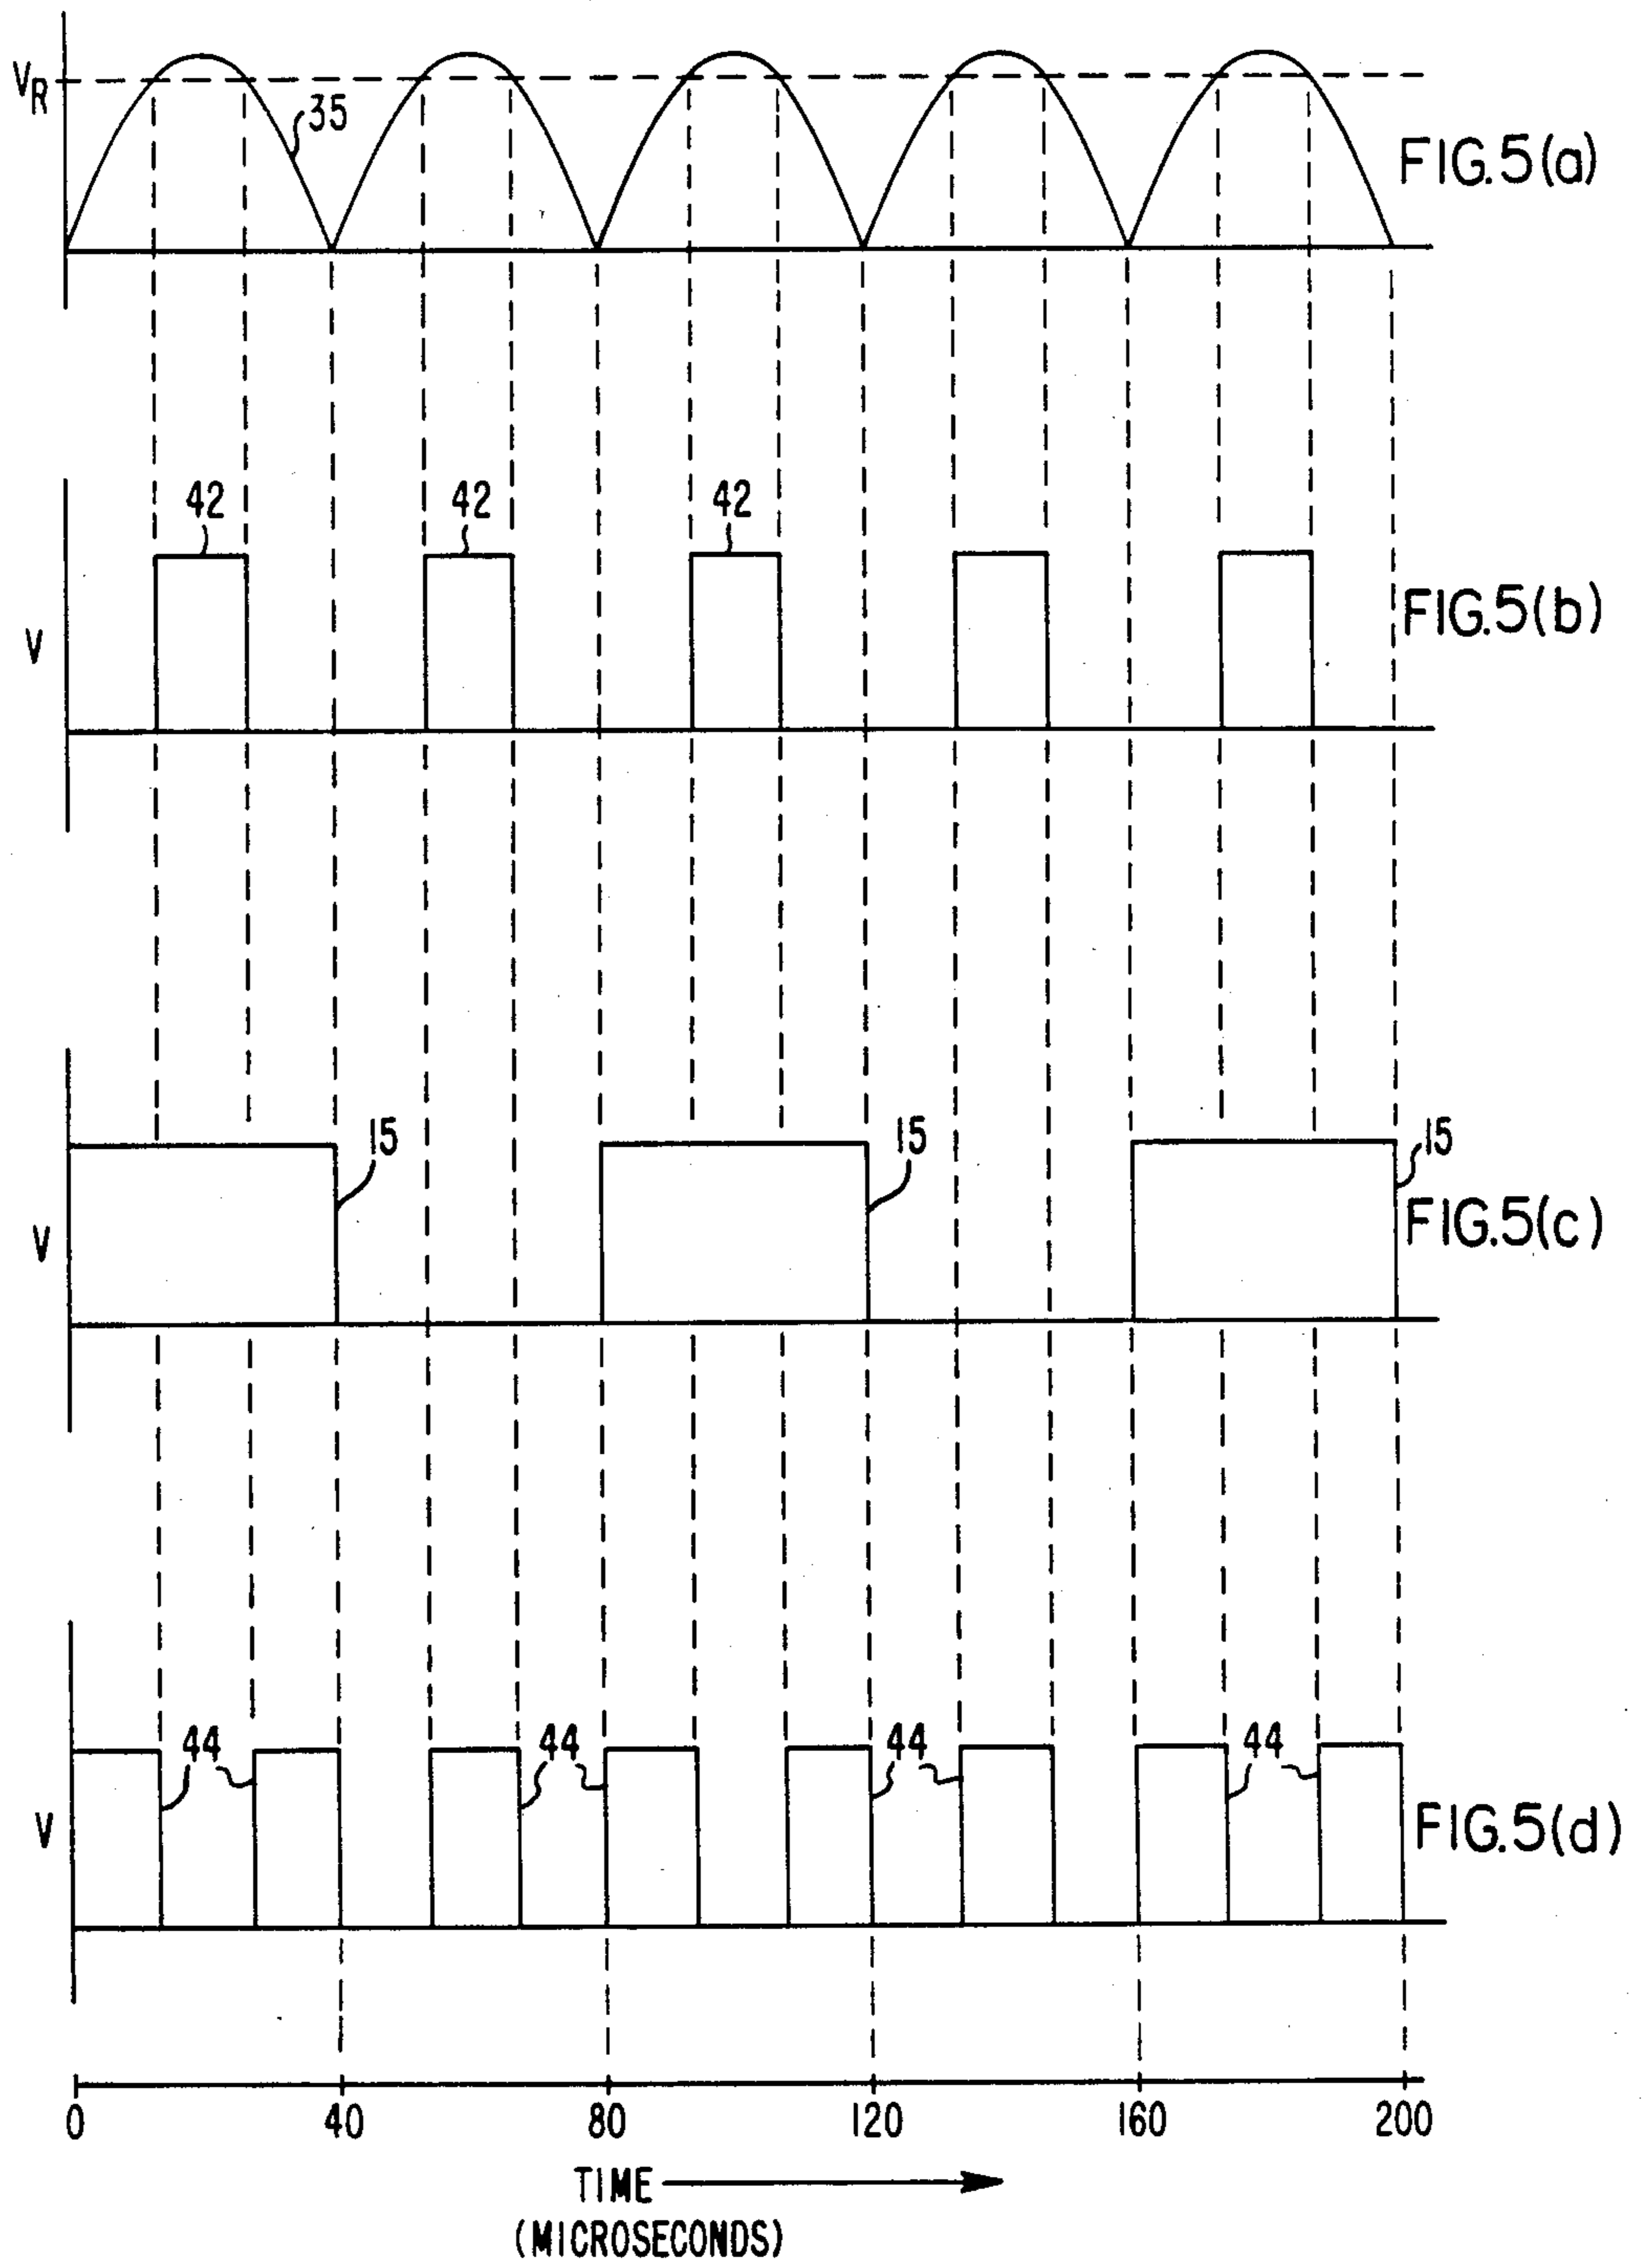 VR
35
FIG.5(a)
42 42 42
V
FIG.5(b)
15 15 15
V
FIG.5(c)
44 44 44 44
V
FIG.5(d)
0 40 80 120 160 200
TIME
(MICROSECONDS)